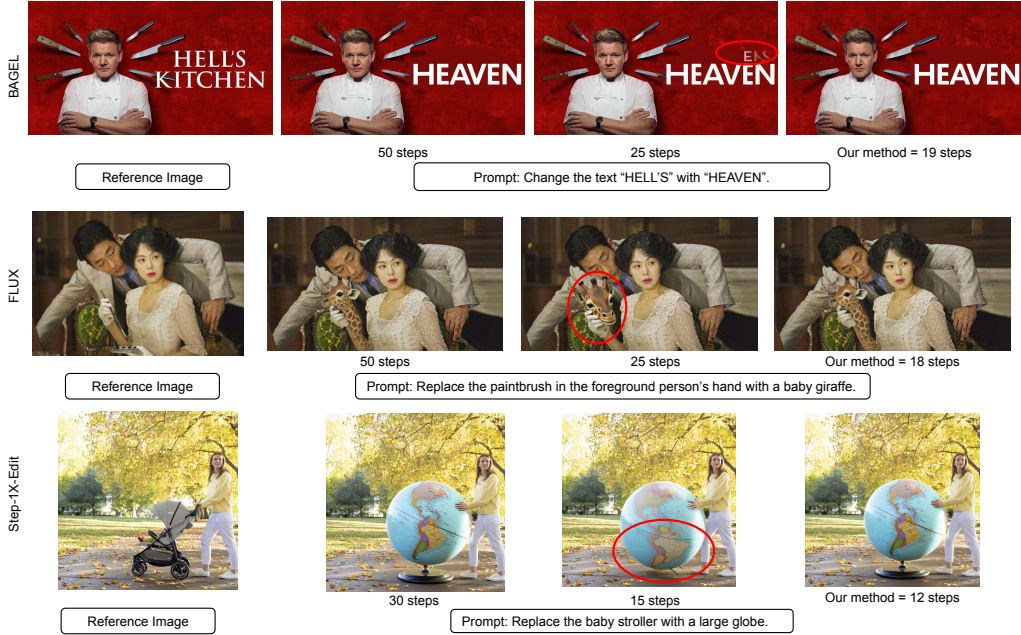 BAGEL
HELL'S
KITCHEN
HEAVEN
ENS
HEAVEN
HEAVEN
50 steps
25 steps
Our method = 19 steps
Reference Image
Prompt: Change the text “HELL'S” with “HEAVEN”.
FLUX
50 steps
25 steps
Our method = 18 steps
Reference Image
Prompt: Replace the paintbrush in the foreground person's hand with a baby giraffe.
Step-1X-Edit
30 steps
15 steps
Our method = 12 steps
Reference Image
Prompt: Replace the baby stroller with a large globe.